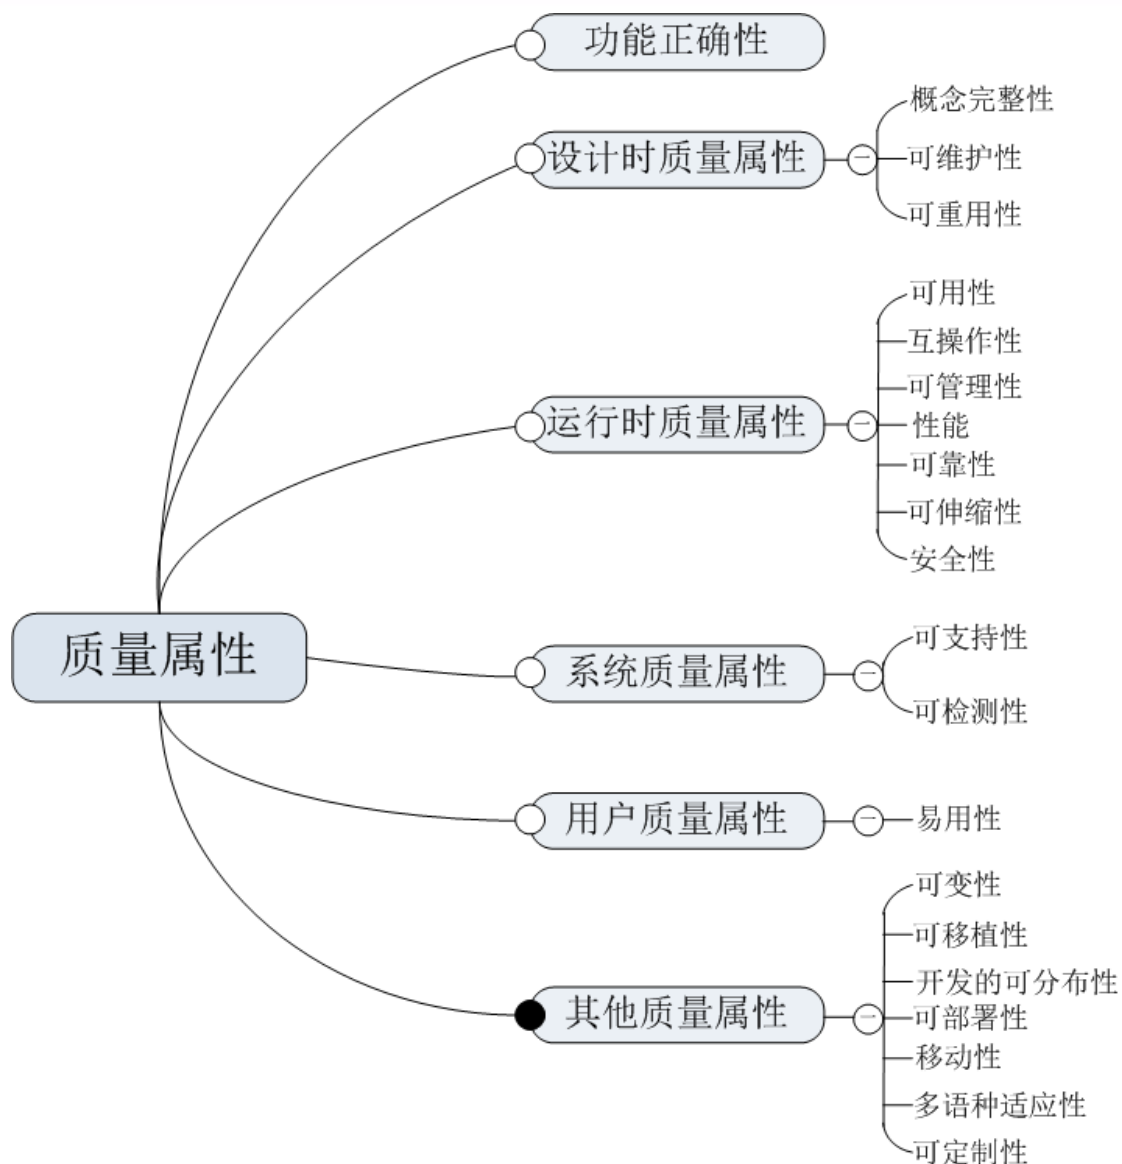 功能正确性
设计时质量属性
概念完整性
可维护性
可重用性
运行时质量属性
可用性
互操作性
可管理性
性能
可靠性
可伸缩性
安全性
质量属性
系统质量属性
可支持性
可检测性
用户质量属性
易用性
其他质量属性
可变性
可移植性
开发的可分布性
可部署性
移动性
多语种适应性
可定制性